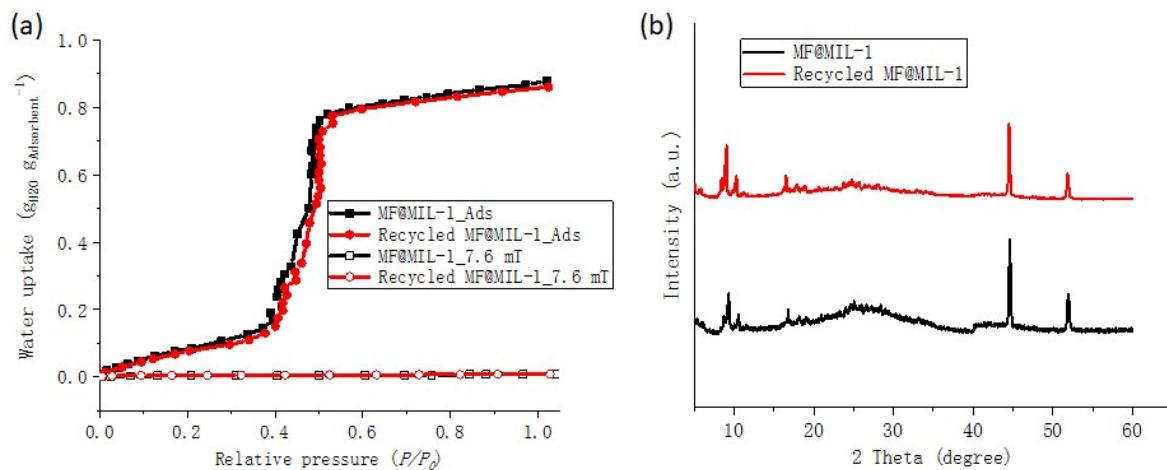 (a)
1.0
0.8
0.6
0.4
0.2
0.0
Water uptake (gH2O gAdsorbent⁻¹)
MF@MIL-1_Ads
Recycled MF@MIL-1_Ads
MF@MIL-1_7.6 mT
Recycled MF@MIL-1_7.6 mT
0.0 0.2 0.4 0.6 0.8 1.0
Relative pressure (P/P0)
(b)
MF@MIL-1
Recycled MF@MIL-1
Intensity (a.u.)
10 20 30 40 50 60
2 Theta (degree)